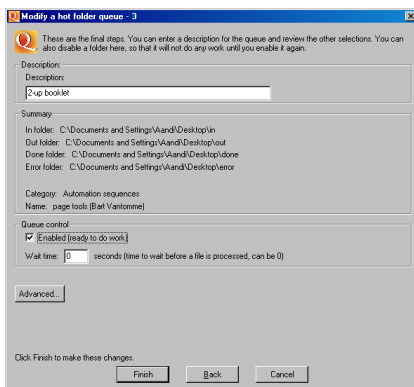 Modify a hot folder queue - 3
These are the final steps. You can enter a description for the queue and review the other selections. You can
also disable a folder here, so that it will not do any work until you enable it again.
Description:
Description:
2-up booklet
Summary
In folder: C:\Documents and Settings\Aandi\Desktop\in
Out folder: C:\Documents and Settings\Aandi\Desktop\out
Done folder: C:\Documents and Settings\Aandi\Desktop\done
Error folder: C:\Documents and Settings\Aandi\Desktop\error
Category: Automation sequences
Name: page tools (Bart Vantomme)
Queue control
Enabled (ready to do work)
Wait time: 0 seconds (time to wait before a file is processed, can be 0)
Advanced...
Click Finish to make these changes.
Finish Back Cancel